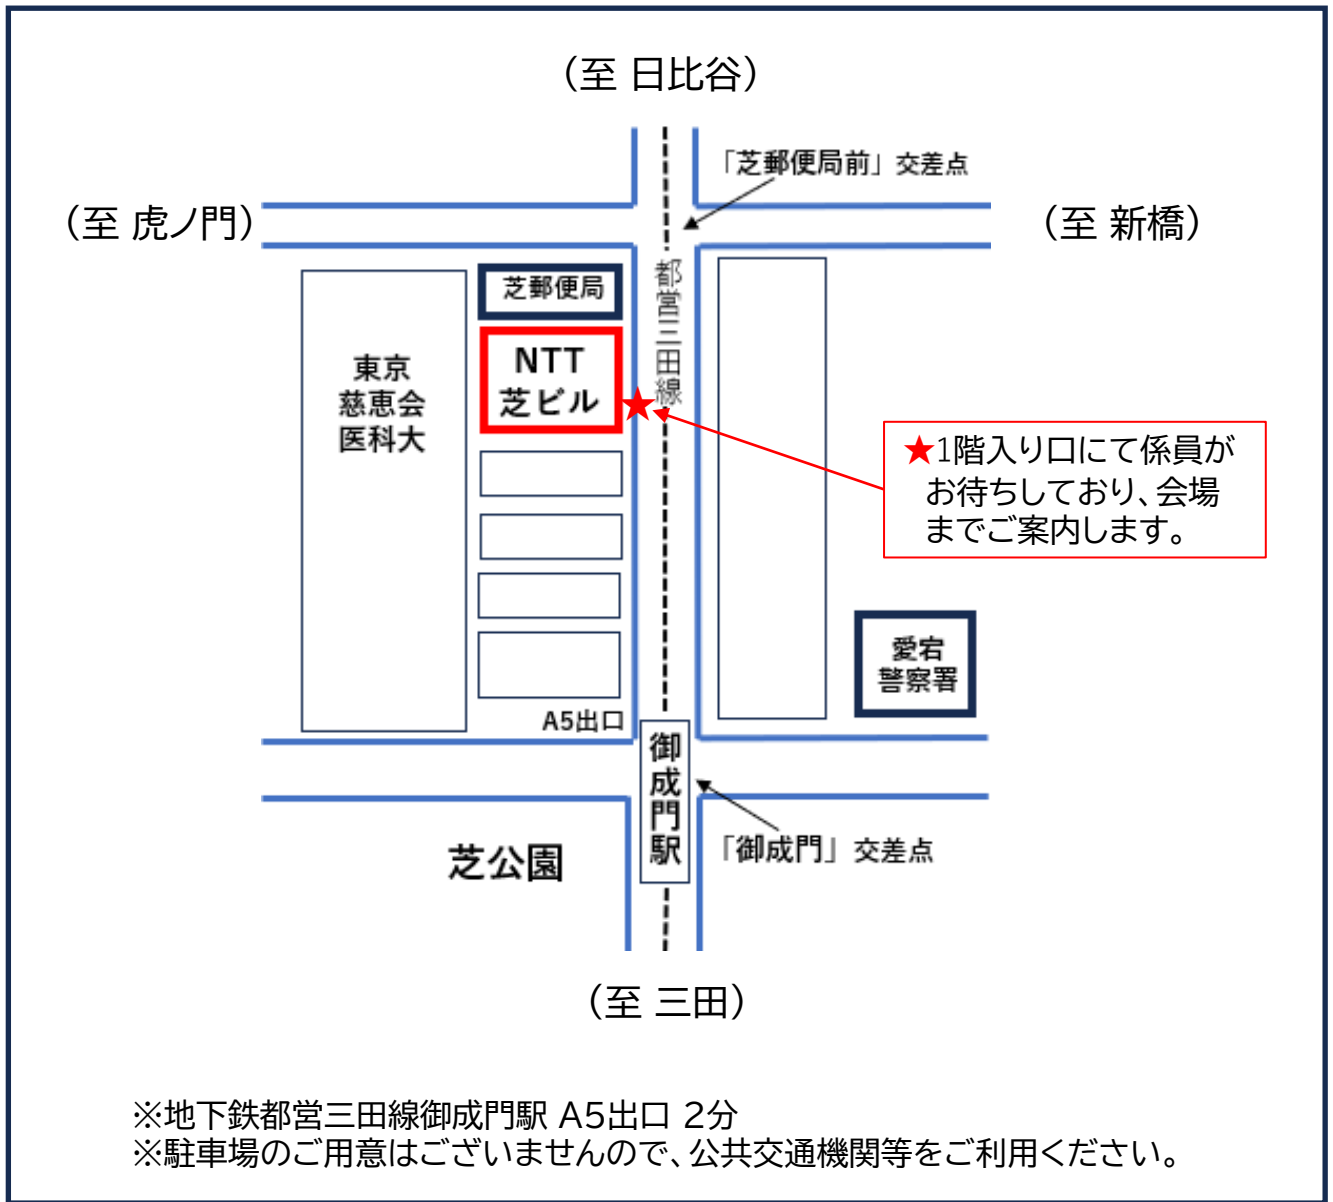 （至 日比谷）
「芝郵便局前」交差点
（至 虎ノ門）
（至 新橋）
芝郵便局
都営三田線
NTT
芝ビル
東京
慈恵会
医科大
★
★1階入り口にて係員が
お待ちしており、会場
までご案内します。
愛宕
警察署
A5出口
御成門駅
「御成門」交差点
芝公園
（至 三田）
※地下鉄都営三田線御成門駅 A5出口 2分
※駐車場のご用意はございませんので、公共交通機関等をご利用ください。